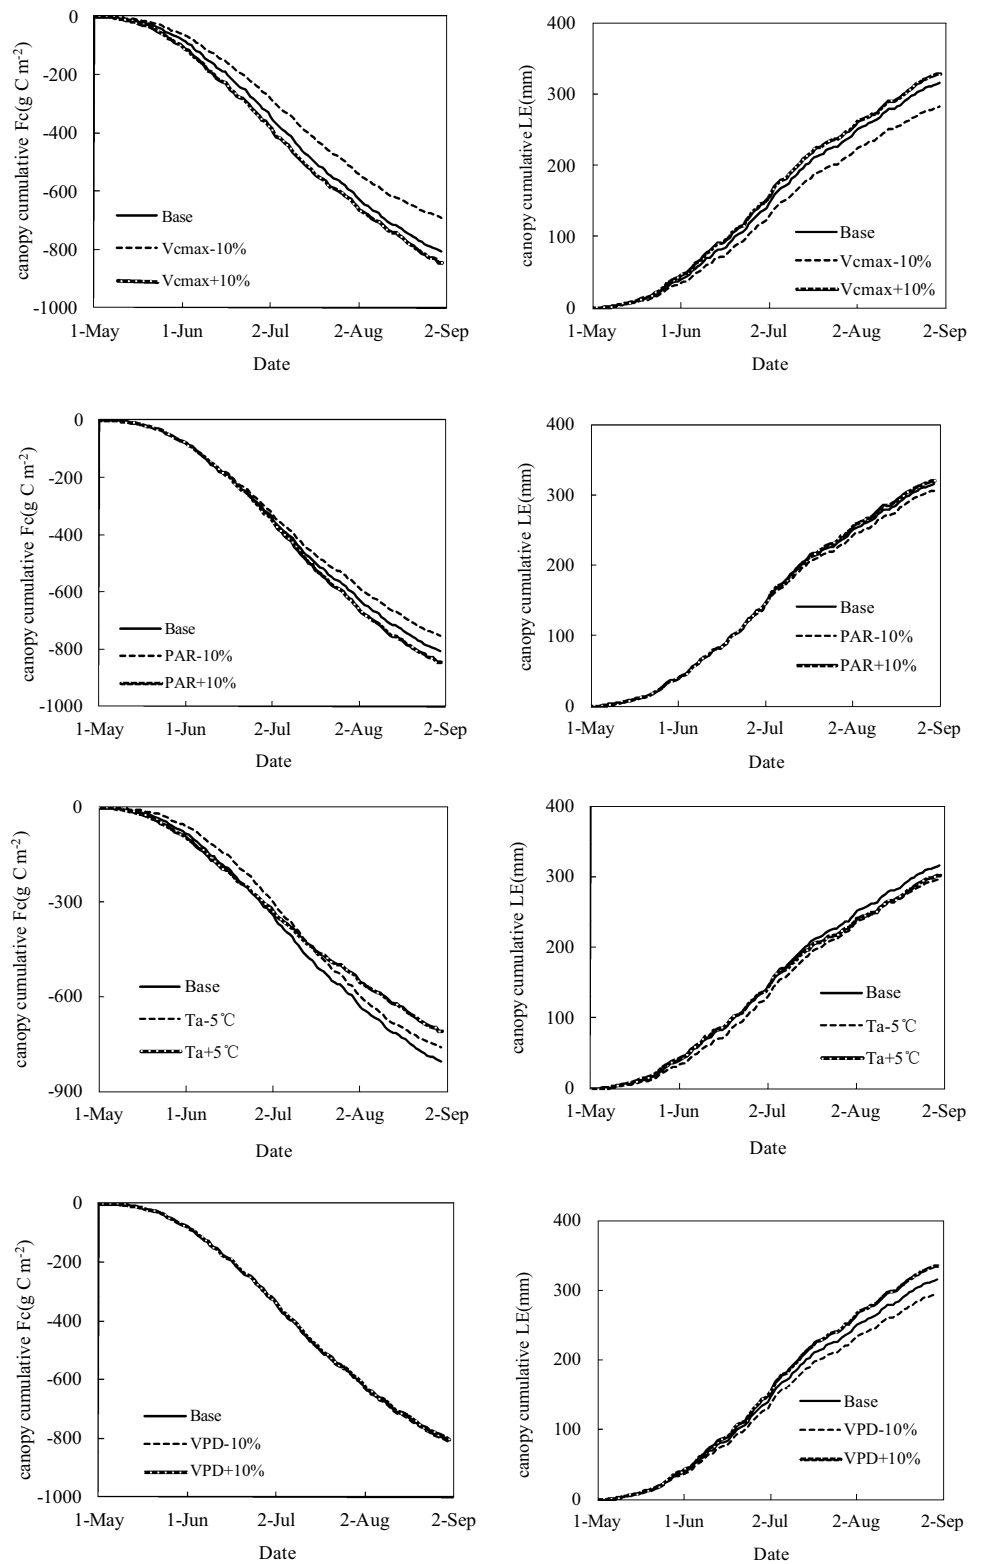 0
-200
-400
-600
-800
-1000
canopy cumulative Fc(g C m-2)
Base
Vcmax-10%
Vcmax+10%
1-May 1-Jun 2-Jul 2-Aug 2-Sep
Date
400
300
200
100
0
canopy cumulative LE(mm)
Base
Vcmax-10%
Vcmax+10%
1-May 1-Jun 2-Jul 2-Aug 2-Sep
Date
0
-200
-400
-600
-800
-1000
canopy cumulative Fc(g C m-2)
Base
PAR-10%
PAR+10%
1-May 1-Jun 2-Jul 2-Aug 2-Sep
Date
400
300
200
100
0
canopy cumulative LE(mm)
Base
PAR-10%
PAR+10%
1-May 1-Jun 2-Jul 2-Aug 2-Sep
Date
0
-300
-600
-900
canopy cumulative Fc(g C m-2)
Base
Ta-5℃
Ta+5℃
1-May 1-Jun 2-Jul 2-Aug 2-Sep
Date
400
300
200
100
0
canopy cumulative LE(mm)
Base
Ta-5℃
Ta+5℃
1-May 1-Jun 2-Jul 2-Aug 2-Sep
Date
0
-200
-400
-600
-800
-1000
canopy cumulative Fc(g C m-2)
Base
VPD-10%
VPD+10%
1-May 1-Jun 2-Jul 2-Aug 2-Sep
Date
400
300
200
100
0
canopy cumulative LE(mm)
Base
VPD-10%
VPD+10%
1-May 1-Jun 2-Jul 2-Aug 2-Sep
Date